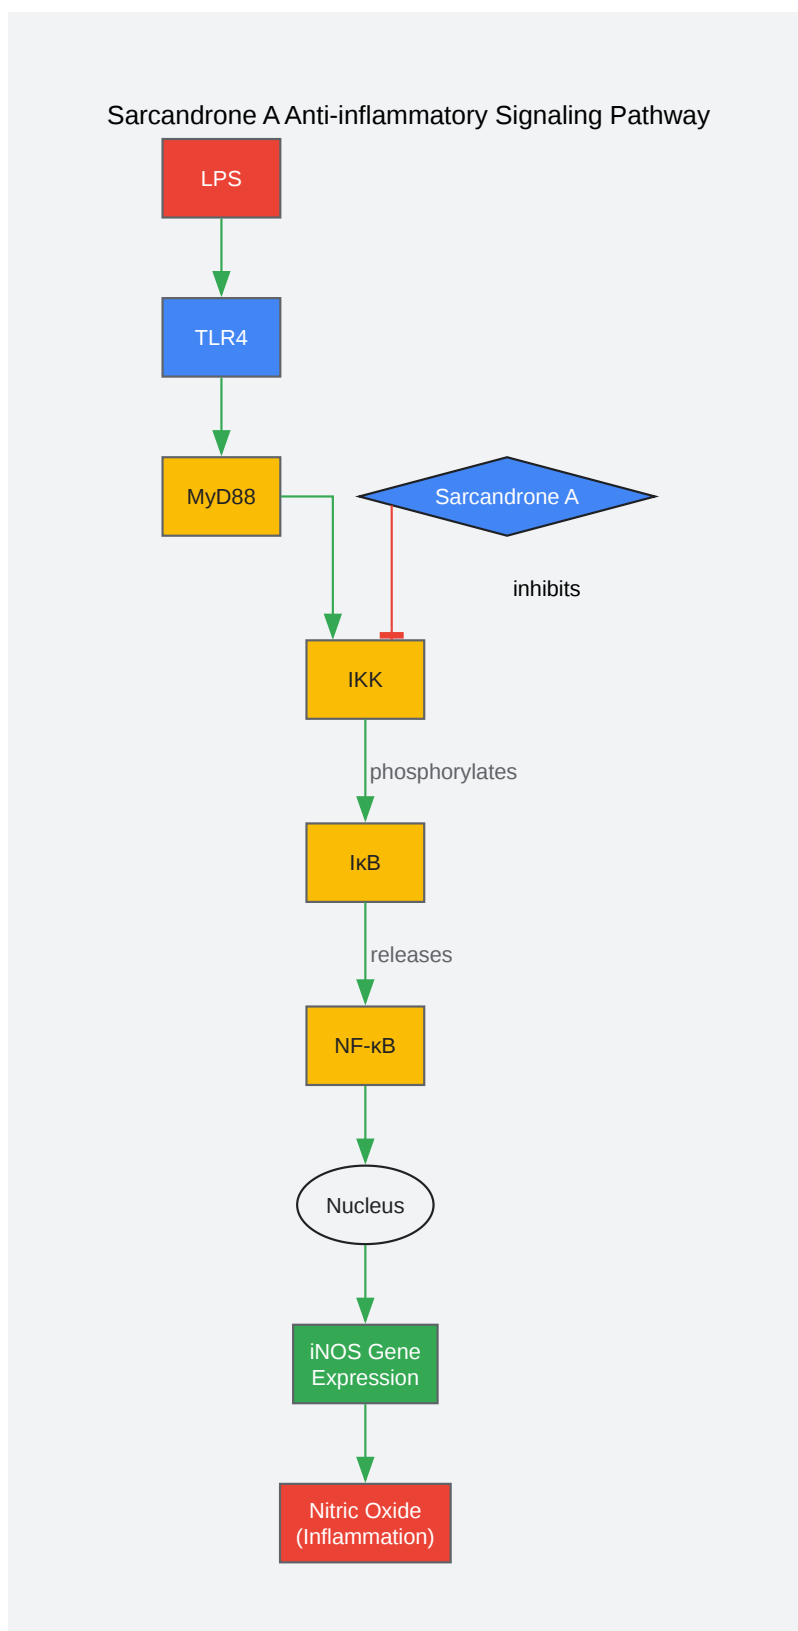 Sarcandrone A Anti-inflammatory Signaling Pathway
LPS
TLR4
MyD88
Sarcandrone A
inhibits
IKK
phosphorylates
IκB
releases
NF-κB
Nucleus
iNOS Gene
Expression
Nitric Oxide
(Inflammation)